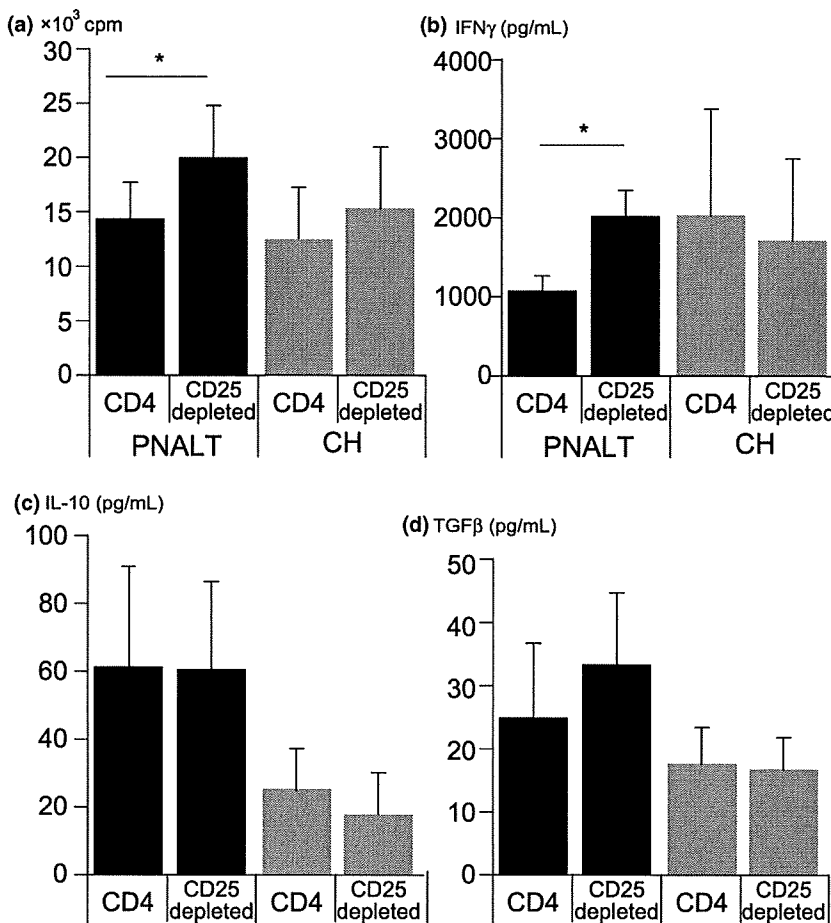 (a) ×10³ cpm
30
25
20
15
10
5
0
*
CD4
CD25 depleted
CD4
CD25 depleted
PNALT
CH
(b) IFNγ (pg/mL)
4000
3000
2000
1000
0
*
CD4
CD25 depleted
CD4
CD25 depleted
PNALT
CH
(c) IL-10 (pg/mL)
100
80
60
40
20
0
CD4
CD25 depleted
CD4
CD25 depleted
(d) TGFβ (pg/mL)
50
40
30
20
10
0
CD4
CD25 depleted
CD4
CD25 depleted